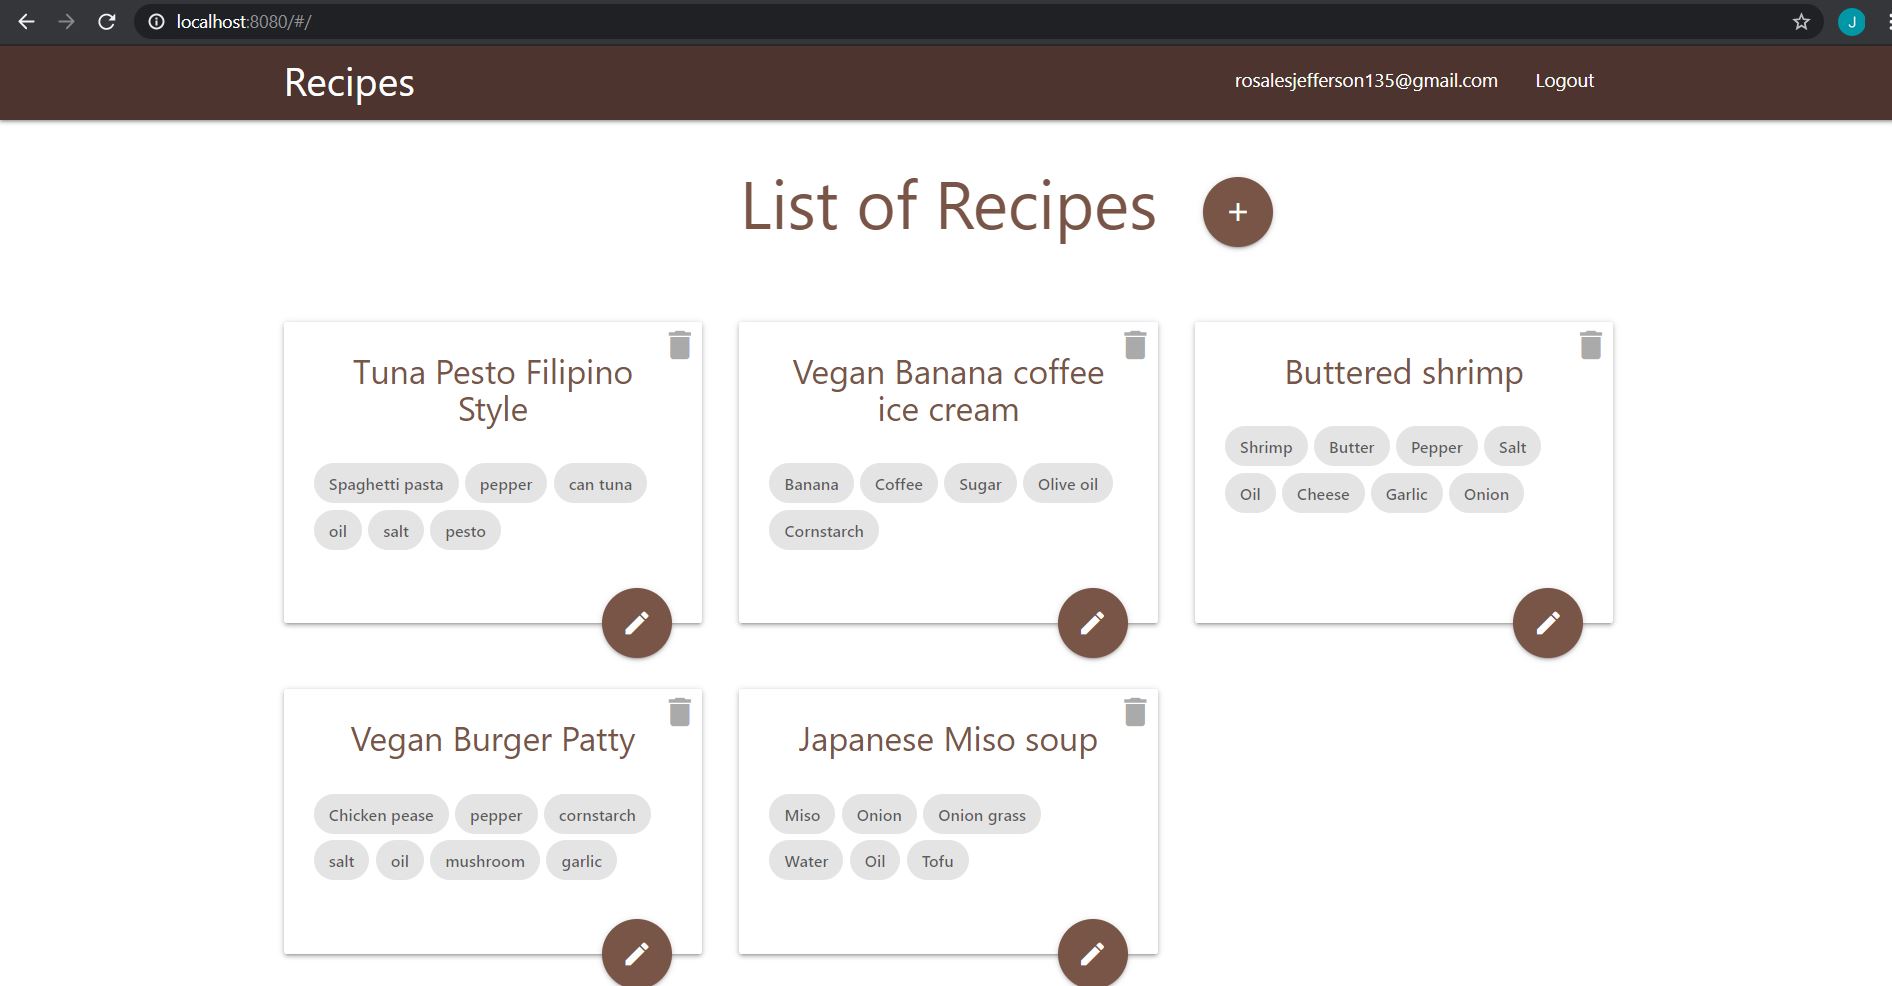 localhost:8080/#/
J
Recipes
rosalesjefferson135@gmail.com Logout
List of Recipes +
Tuna Pesto Filipino
Style
Spaghetti pasta pepper can tuna
oil salt pesto
Vegan Banana coffee
ice cream
Banana Coffee Sugar Olive oil
Cornstarch
Buttered shrimp
Shrimp Butter Pepper Salt
Oil Cheese Garlic Onion
Vegan Burger Patty
Chicken pease pepper cornstarch
salt oil mushroom garlic
Japanese Miso soup
Miso Onion Onion grass
Water Oil Tofu